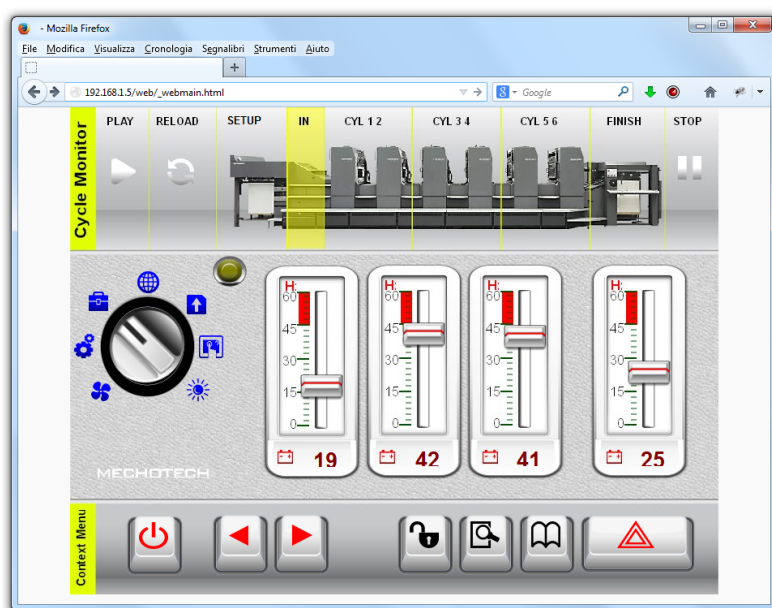 - Mozilla Firefox
File Modifica Visualizza Cronologia Segnalibri Strumenti Aiuto
+
192.168.1.5/web/_webmain.html
8 Google
Cycle Monitor
PLAY RELOAD SETUP IN CYL 1 2 CYL 3 4 CYL 5 6 FINISH STOP
H: H: H: H:
60 60 60 60
45 45 45 45
30 30 30 30
15 15 15 15
0 0 0 0
19 42 41 25
MECHOTECH
Context Menu